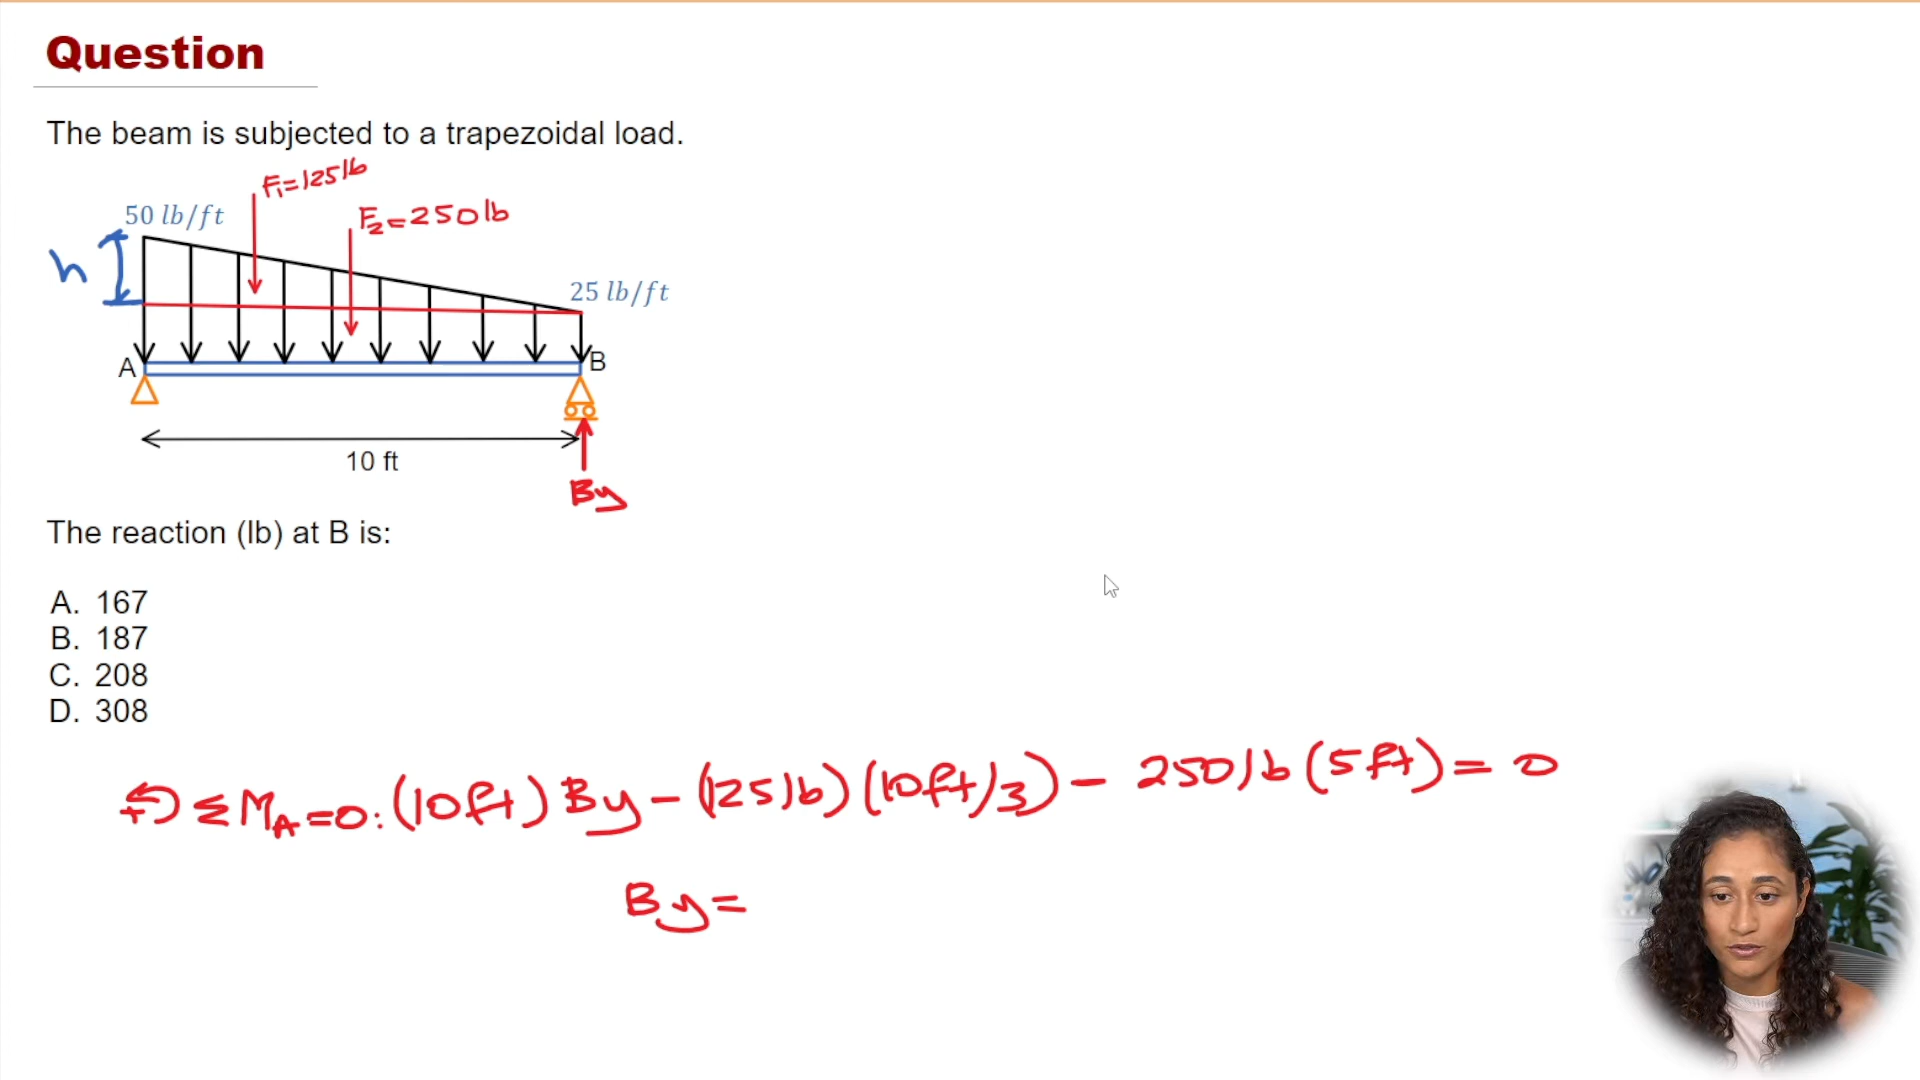 Question
The beam is subjected to a trapezoidal load.
F₁=125lb
50 lb/ft
F₂=250lb
h
25 lb/ft
A
B
10 ft
By
The reaction (lb) at B is:
A. 167
B. 187
C. 208
D. 308
+↺ ΣM_A=0: (10ft) By − (125lb)(10ft/3) − 250lb(5ft) = 0
By=